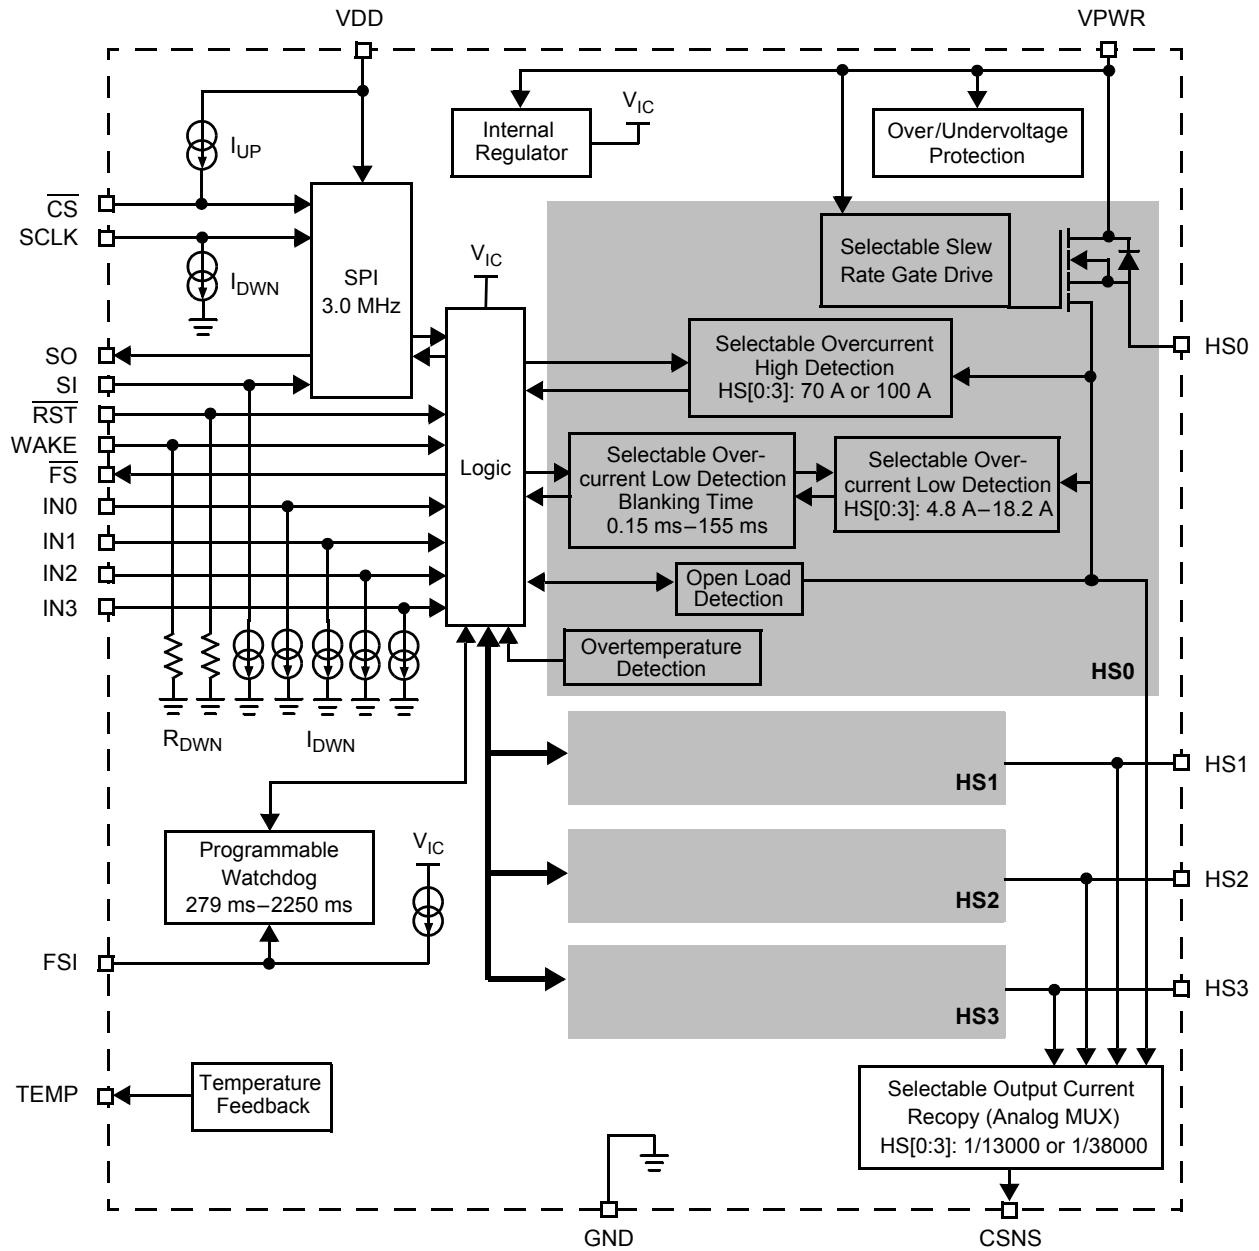 VDD
VPWR
VIC
Internal
Regulator
Over/Undervoltage
Protection
IUP
CS
SCLK
IDWN
SPI
3.0 MHz
VIC
Selectable Slew
Rate Gate Drive
SO
SI
RST
WAKE
FS
IN0
IN1
IN2
IN3
Logic
Selectable Overcurrent
High Detection
HS[0:3]: 70 A or 100 A
HS0
Selectable Over-
current Low Detection
Blanking Time
0.15 ms–155 ms
Selectable Over-
current Low Detection
HS[0:3]: 4.8 A–18.2 A
Open Load
Detection
Overtemperature
Detection
HS0
RDWN
IDWN
HS1
HS1
Programmable
Watchdog
279 ms–2250 ms
VIC
HS2
HS2
FSI
HS3
HS3
TEMP
Temperature
Feedback
Selectable Output Current
Recopy (Analog MUX)
HS[0:3]: 1/13000 or 1/38000
GND
CSNS